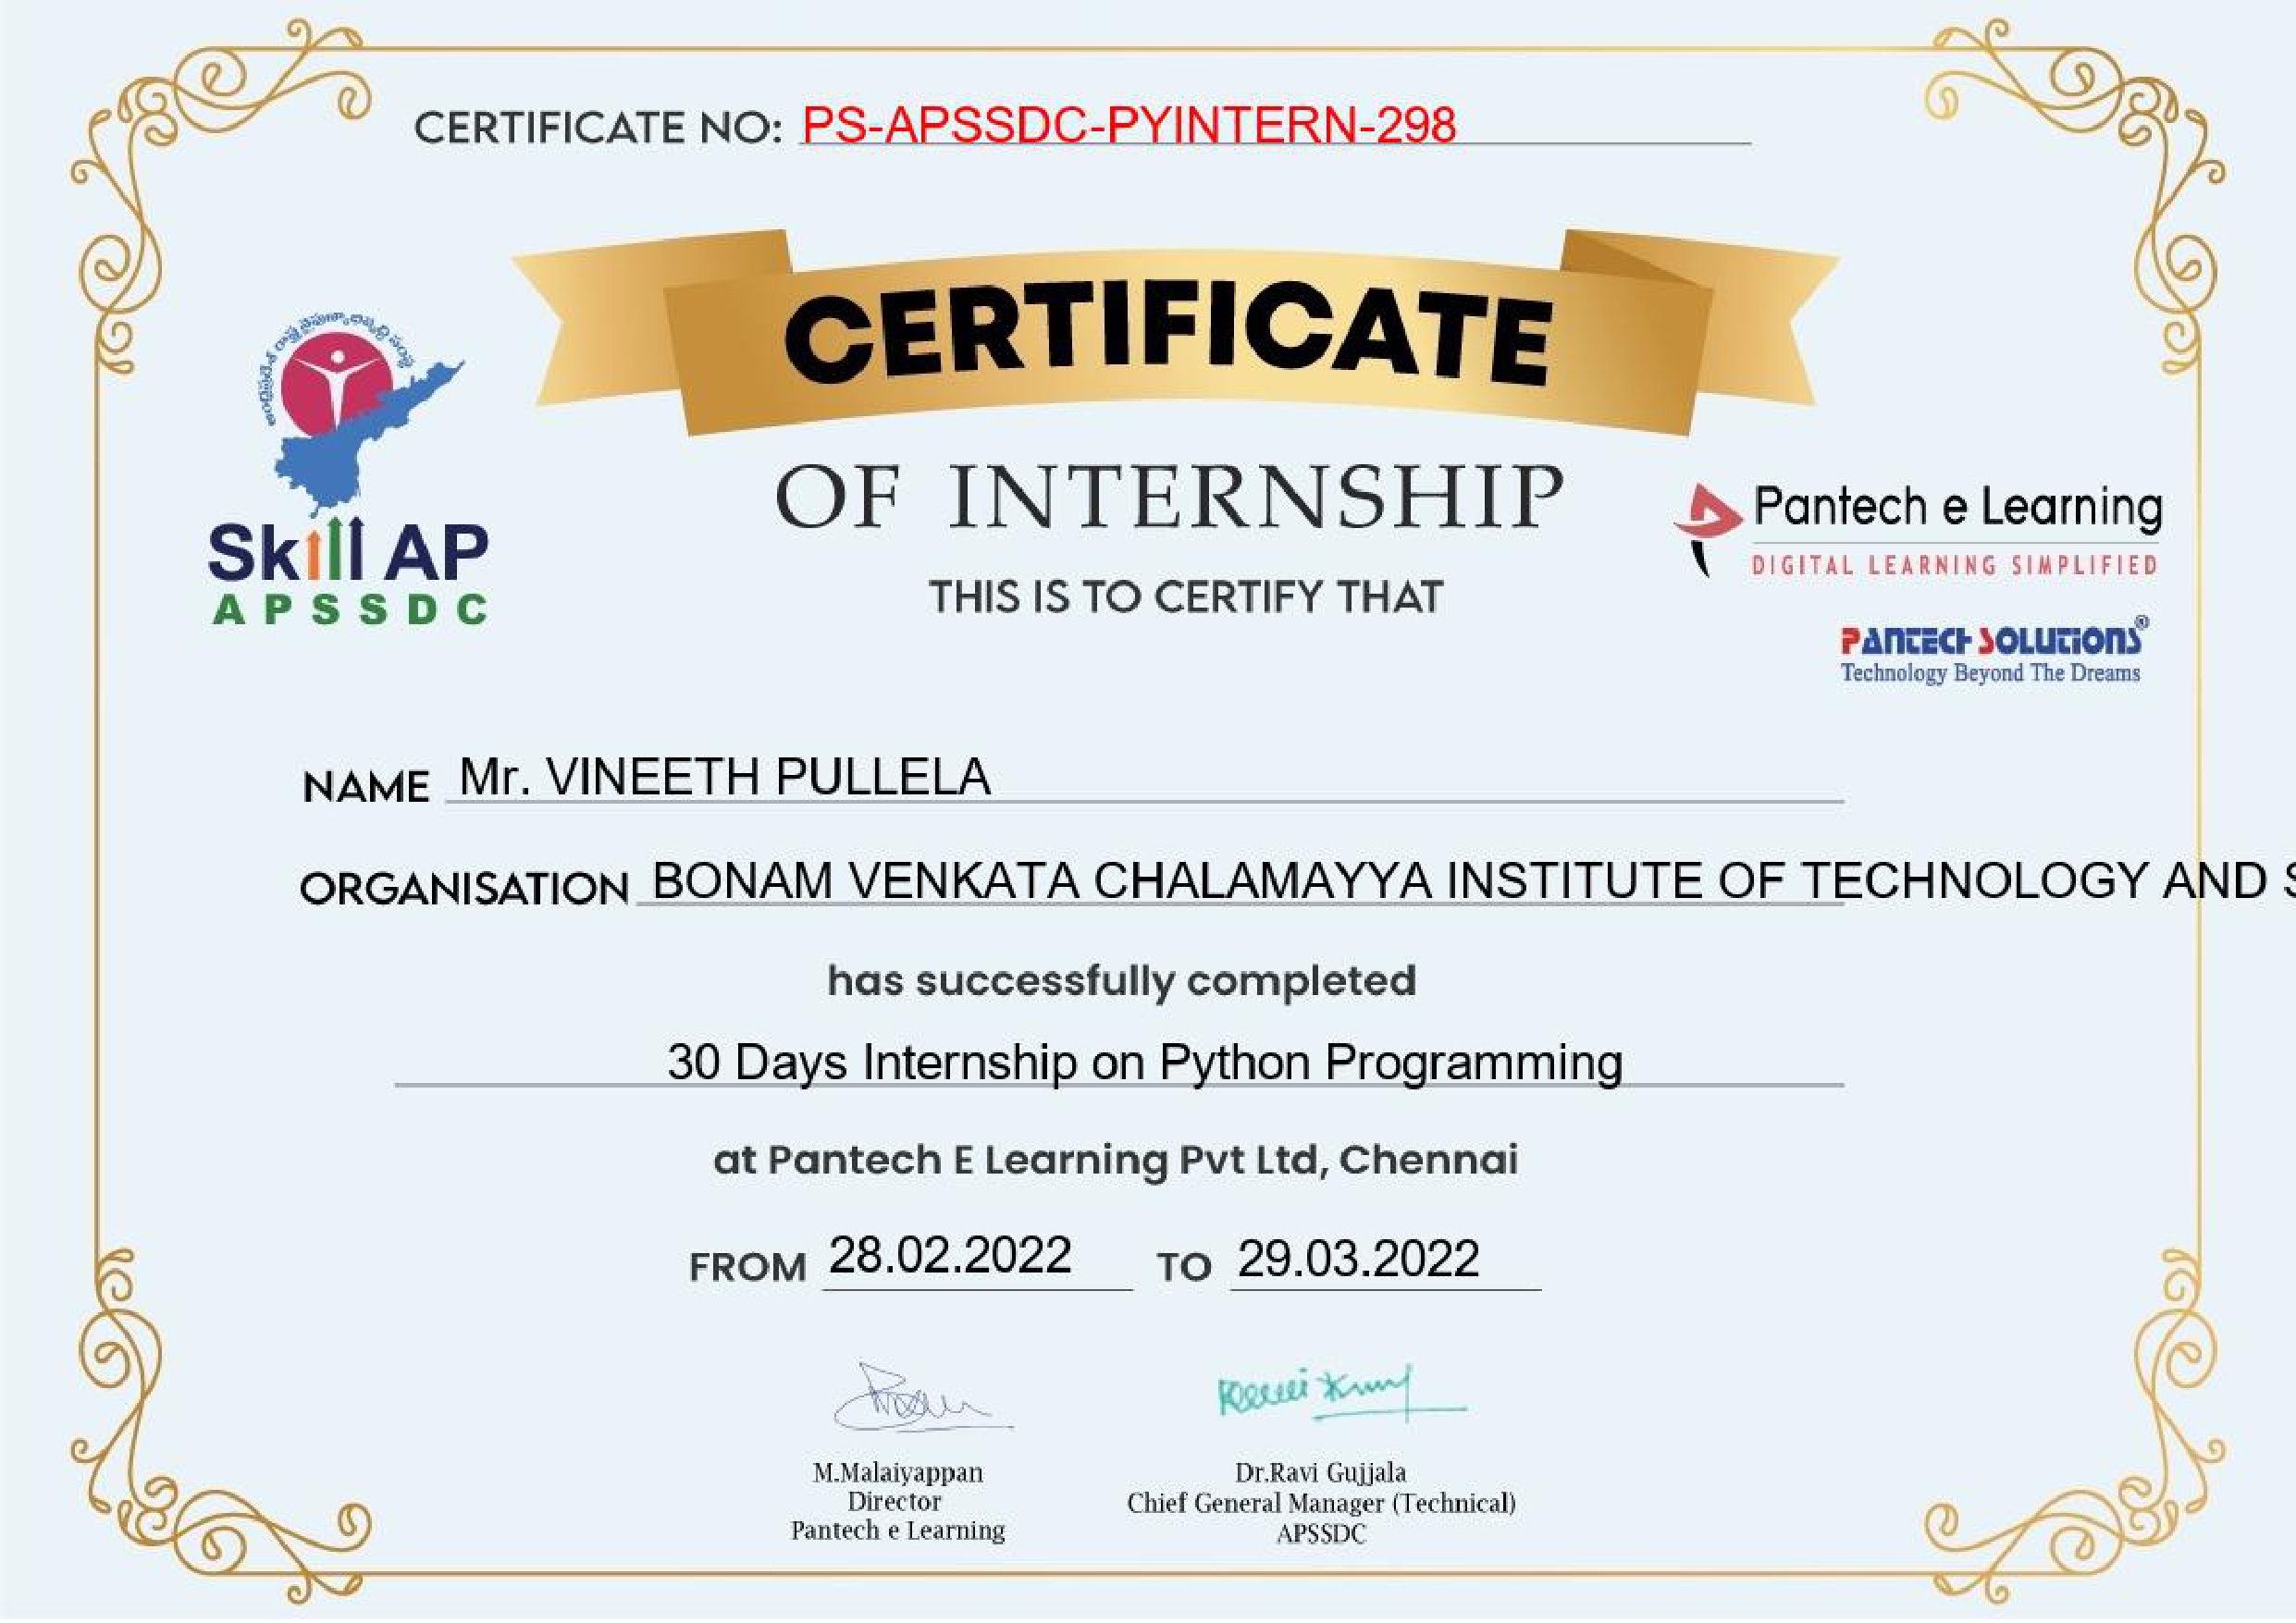 CERTIFICATE NO: PS-APSSDC-PYINTERN-298
CERTIFICATE
OF INTERNSHIP
THIS IS TO CERTIFY THAT
ఆంధ్రప్రదేశ్ రాష్ట్ర నైపుణ్యాభివృద్ధి సంస్థ
Skill AP
APSSDC
Pantech e Learning
DIGITAL LEARNING SIMPLIFIED
PANTECH SOLUTIONS®
Technology Beyond The Dreams
NAME Mr. VINEETH PULLELA
ORGANISATION BONAM VENKATA CHALAMAYYA INSTITUTE OF TECHNOLOGY AND S
has successfully completed
30 Days Internship on Python Programming
at Pantech E Learning Pvt Ltd, Chennai
FROM 28.02.2022 TO 29.03.2022
M.Malaiyappan
Director
Pantech e Learning
Dr.Ravi Gujjala
Chief General Manager (Technical)
APSSDC